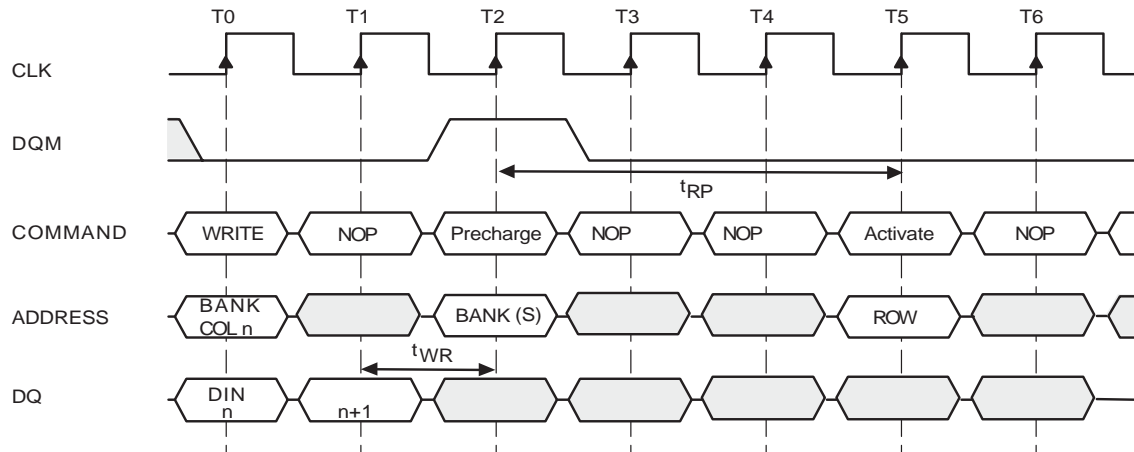 T0 T1 T2 T3 T4 T5 T6
CLK
DQM
tRP
COMMAND WRITE NOP Precharge NOP NOP Activate NOP
ADDRESS BANK COL n BANK (S) ROW
tWR
DQ DIN n n+1